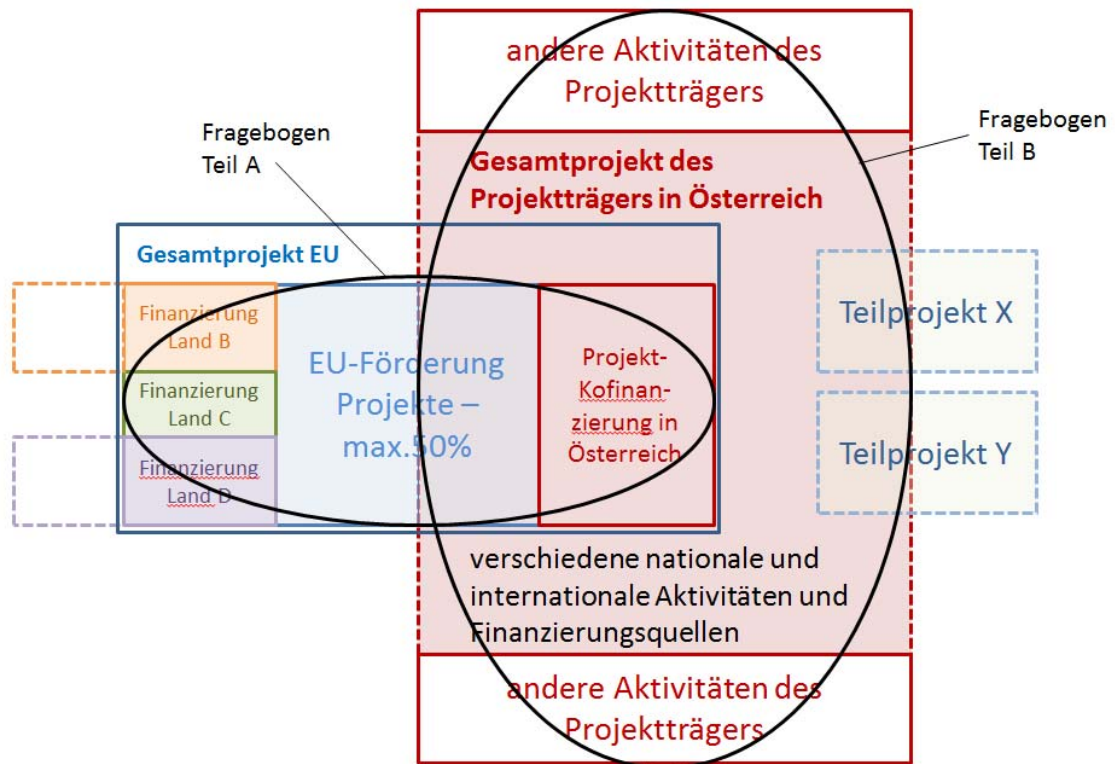 andere Aktivitäten des
Projektträgers
Fragebogen
Teil A
Fragebogen
Teil B
Gesamtprojekt des
Projektträgers in Österreich
Gesamtprojekt EU
Finanzierung
Land B
Finanzierung
Land C
Finanzierung
Land D
EU-Förderung
Projekte –
max.50%
Projekt-
Kofinan-
zierung in
Österreich
Teilprojekt X
Teilprojekt Y
verschiedene nationale und
internationale Aktivitäten und
Finanzierungsquellen
andere Aktivitäten des
Projektträgers